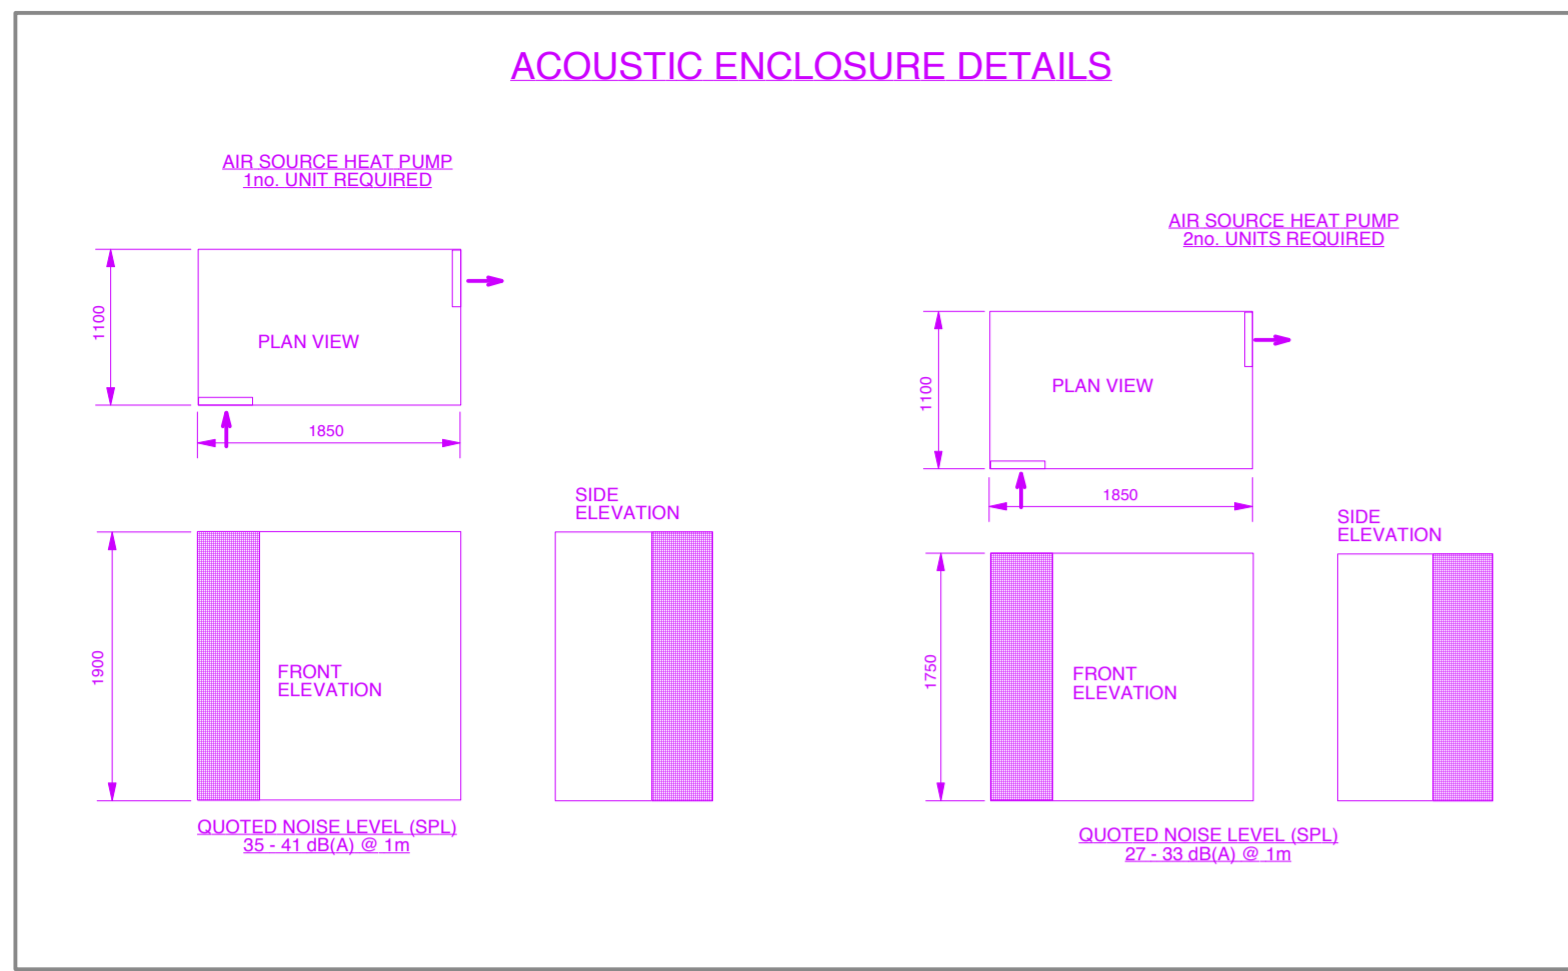 ACOUSTIC ENCLOSURE DETAILS
AIR SOURCE HEAT PUMP
1no. UNIT REQUIRED
1100
PLAN VIEW
1850
SIDE
ELEVATION
1900
FRONT
ELEVATION
QUOTED NOISE LEVEL (SPL)
35 - 41 dB(A) @ 1m
AIR SOURCE HEAT PUMP
2no. UNITS REQUIRED
1100
PLAN VIEW
1850
SIDE
ELEVATION
1750
FRONT
ELEVATION
QUOTED NOISE LEVEL (SPL)
27 - 33 dB(A) @ 1m